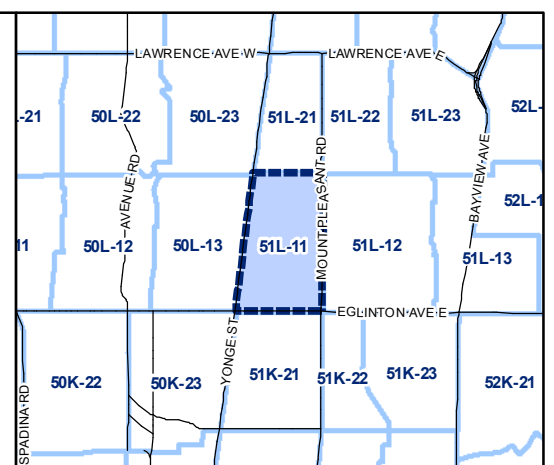 LAWRENCE AVE W
LAWRENCE AVE E
-21
50L-22
50L-23
51L-21
51L-22
51L-23
52L-
AVENUE RD
MOUNT PLEASANT RD
BAYVIEW AVE
52L-1
11
50L-12
50L-13
51L-11
51L-12
51L-13
EGLINTON AVE E
YONGE ST
SPADINA RD
50K-22
50K-23
51K-21
51K-22
51K-23
52K-21